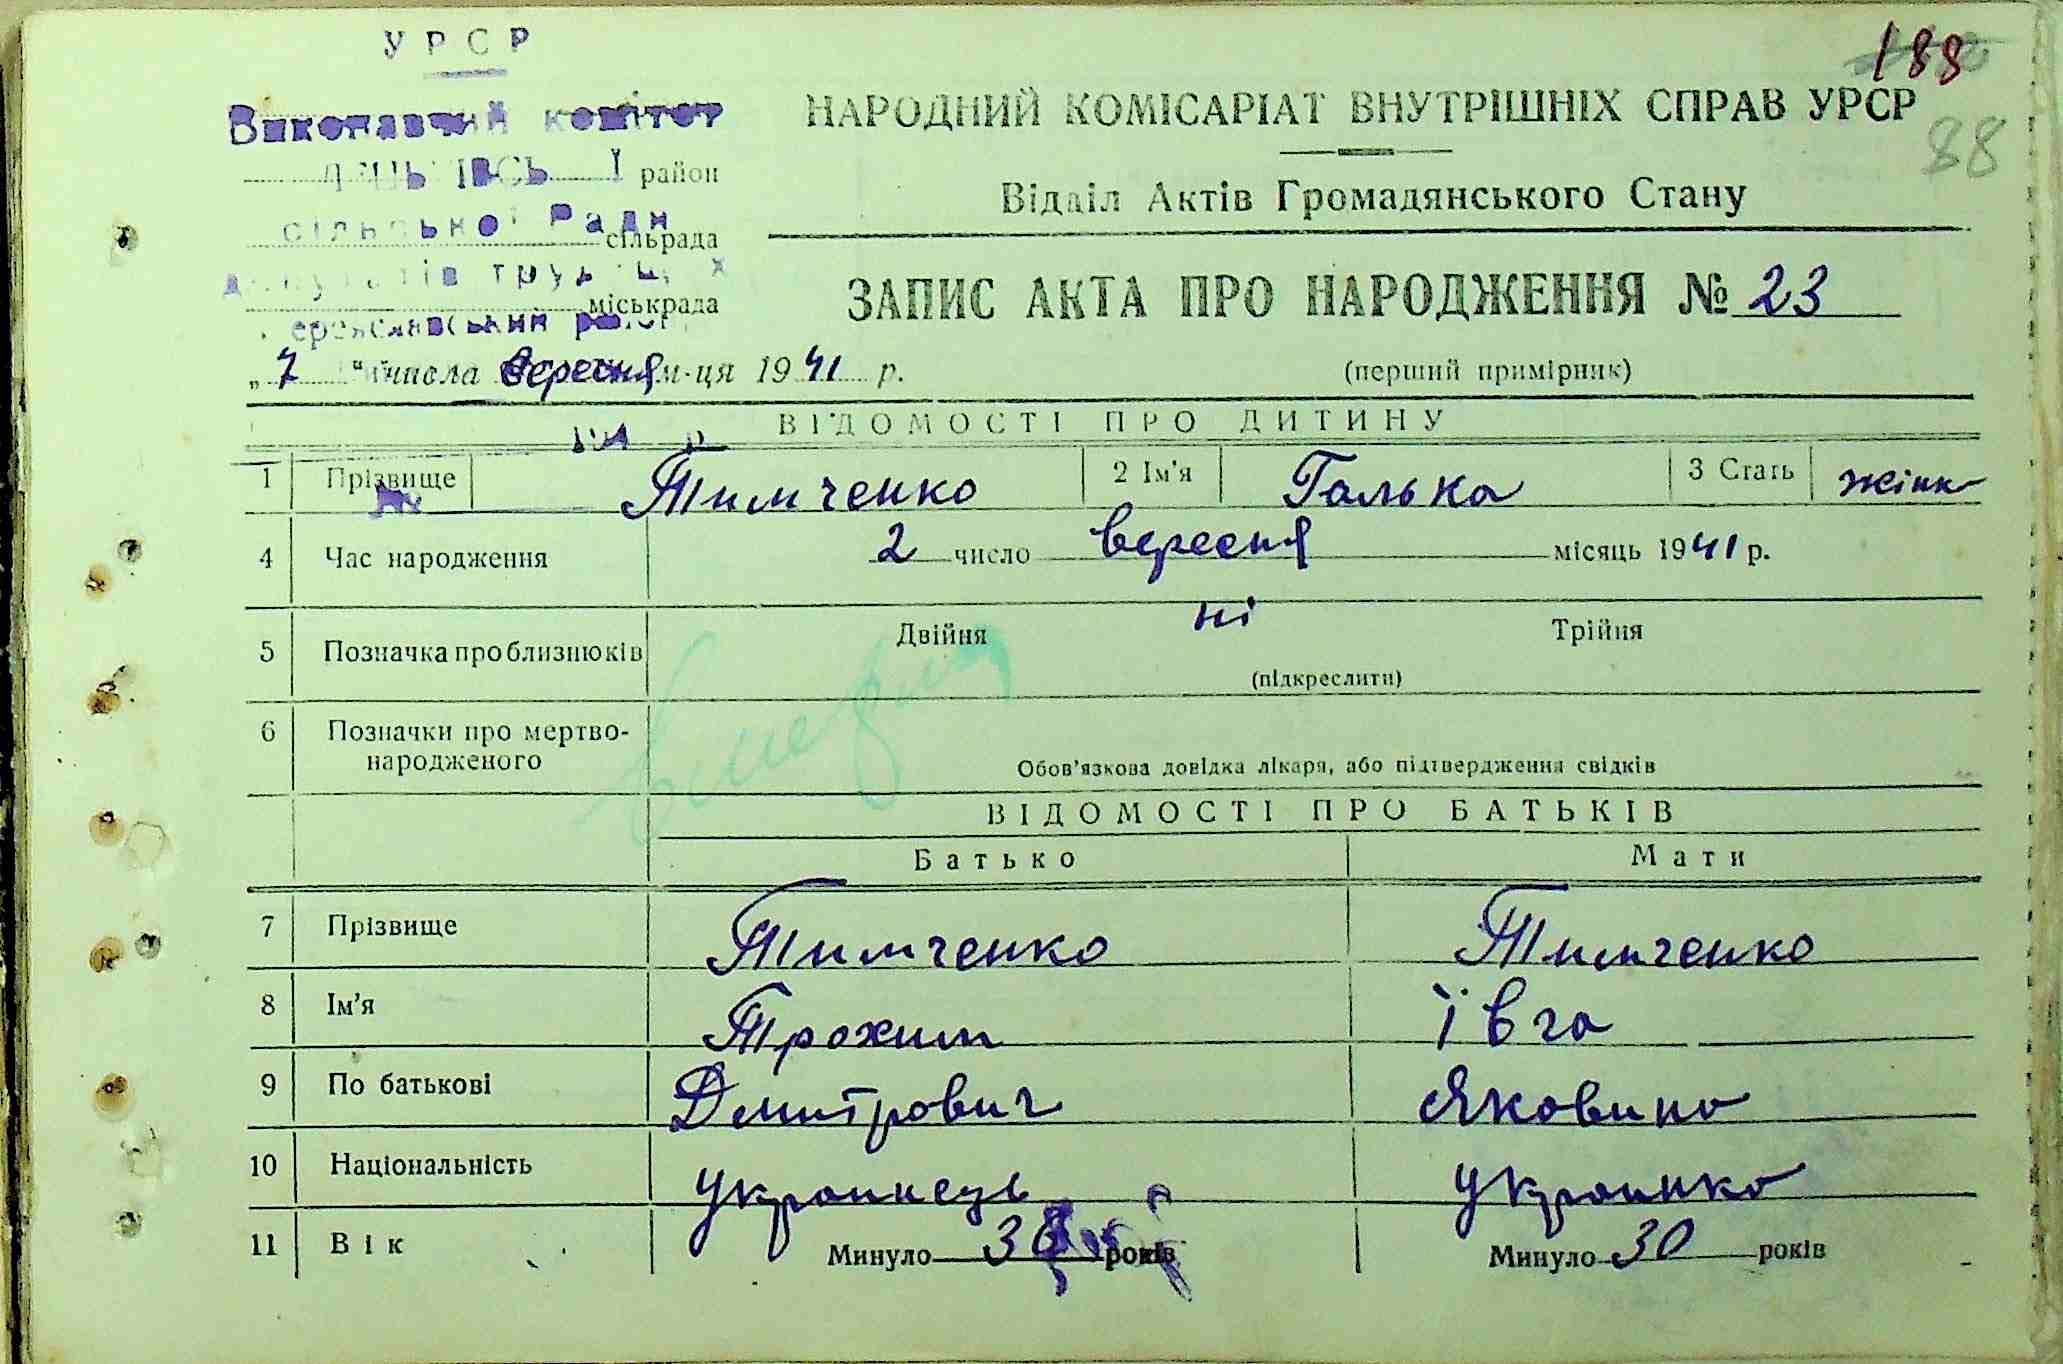 УРСР
188
Виконавчий комітет
НАРОДНИЙ КОМІСАРІАТ ВНУТРІШНІХ СПРАВ УРСР
88
район
Відділ Актів Громадянського Стану
сільської Ради
сільрада
депутатів трудящих
міськрада
ЗАПИС АКТА ПРО НАРОДЖЕННЯ № 23
„7" числа вересня м-ця 1941 р.
(перший примірник)
ВІДОМОСТІ ПРО ДИТИНУ
1 Прізвище Тимченко 2 Ім'я Галька 3 Стать жінк
4 Час народження 2 число вересня місяць 1941 р.
5 Позначка про близнюків Двійня ні Трійня
(підкреслити)
6 Позначки про мертво-
народженого
Обов'язкова довідка лікаря, або підтвердження свідків
ВІДОМОСТІ ПРО БАТЬКІВ
Батько Мати
7 Прізвище Тимченко Тимченко
8 Ім'я Трохим Ївга
9 По батькові Дмитрович Яковина
10 Національність Українець Українка
11 Вік Минуло 36 років Минуло 30 років